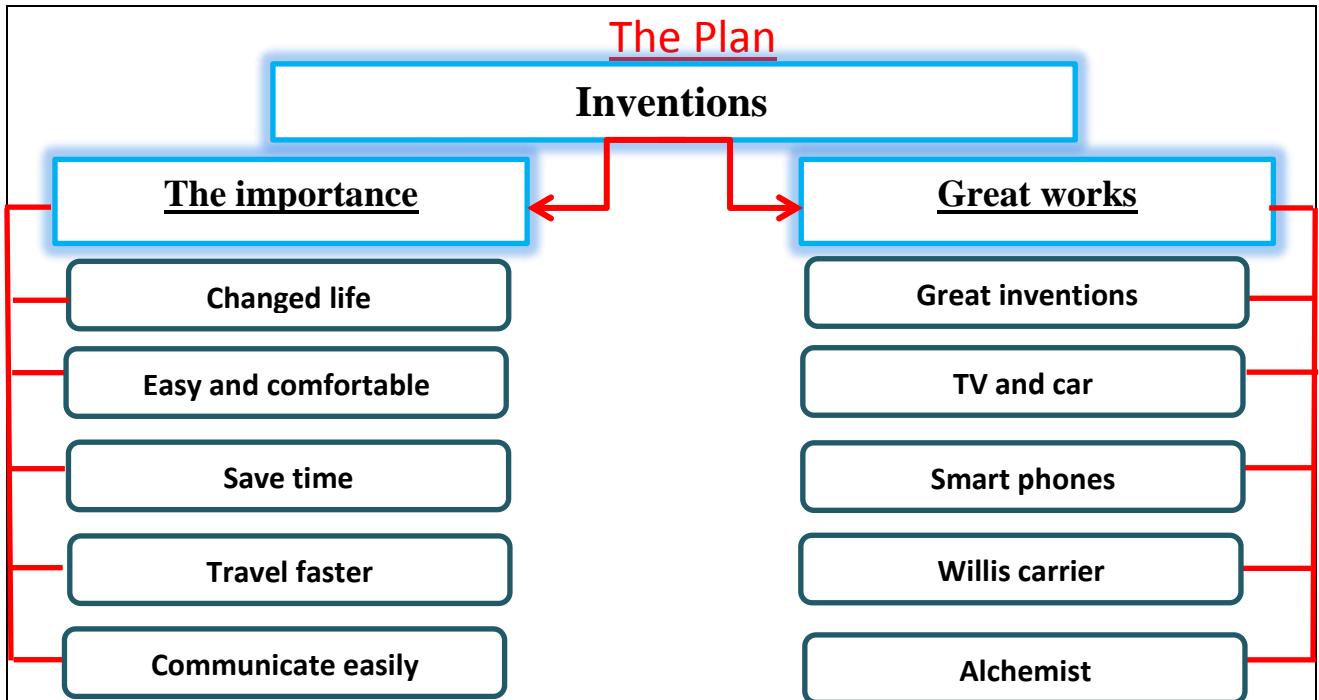 The Plan
Inventions
The importance
Great works
Changed life
Great inventions
Easy and comfortable
TV and car
Save time
Smart phones
Travel faster
Willis carrier
Communicate easily
Alchemist